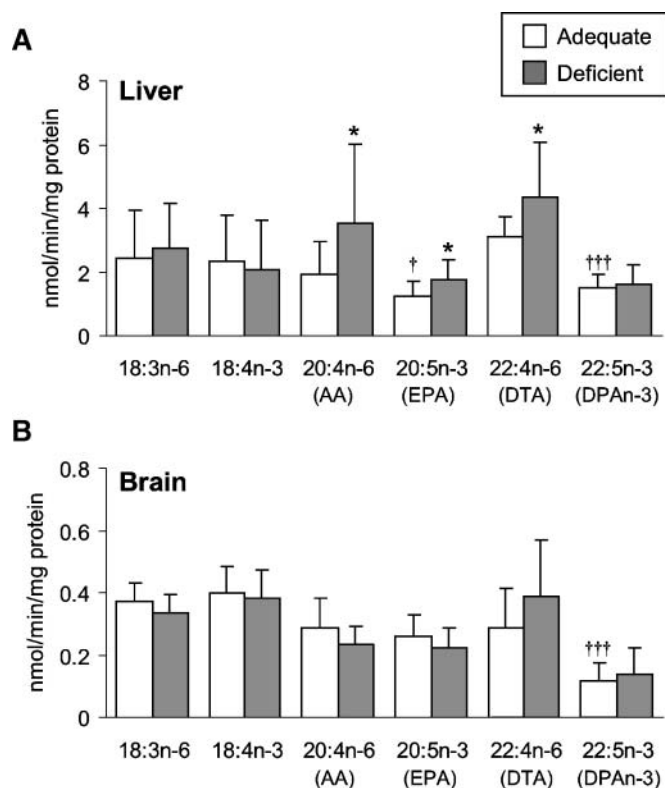 A
Adequate
Deficient
Liver
nmol/min/mg protein
8
6
4
2
0
*
†
*
*
†††
18:3n-6 18:4n-3 20:4n-6 20:5n-3 22:4n-6 22:5n-3
(AA) (EPA) (DTA) (DPAn-3)
B
Brain
nmol/min/mg protein
0.8
0.6
0.4
0.2
0
†††
18:3n-6 18:4n-3 20:4n-6 20:5n-3 22:4n-6 22:5n-3
(AA) (EPA) (DTA) (DPAn-3)